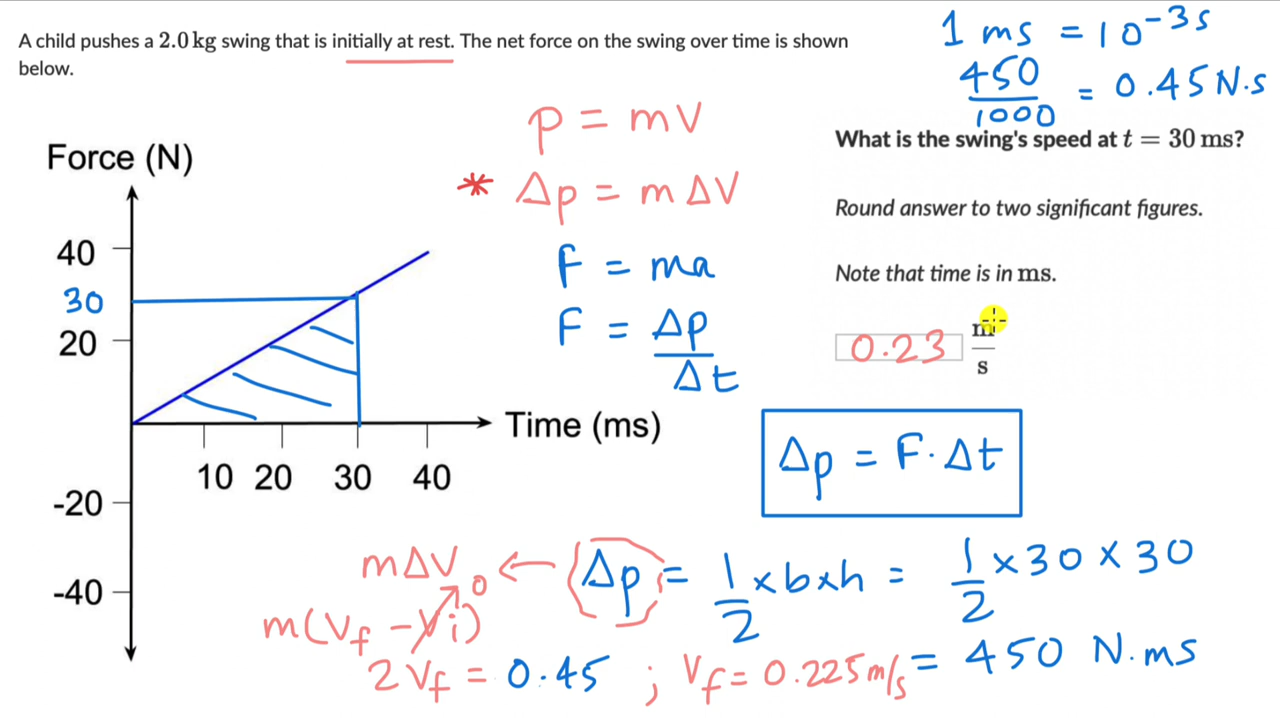 A child pushes a 2.0 kg swing that is initially at rest. The net force on the swing over time is shown
below.
1 ms = 10⁻³s
450/1000 = 0.45 N.s
What is the swing's speed at t = 30 ms?
Round answer to two significant figures.
Note that time is in ms.
0.23 m/s
p = mV
* Δp = mΔV
F = ma
F = Δp/Δt
Δp = F.Δt
Force (N)
40
30
20
-20
-40
10 20 30 40
Time (ms)
mΔV ← (Δp) = 1/2 x b x h = 1/2 x 30 x 30
m(Vf - Vi) 0
= 450 N.ms
2Vf = 0.45 ; Vf = 0.225 m/s